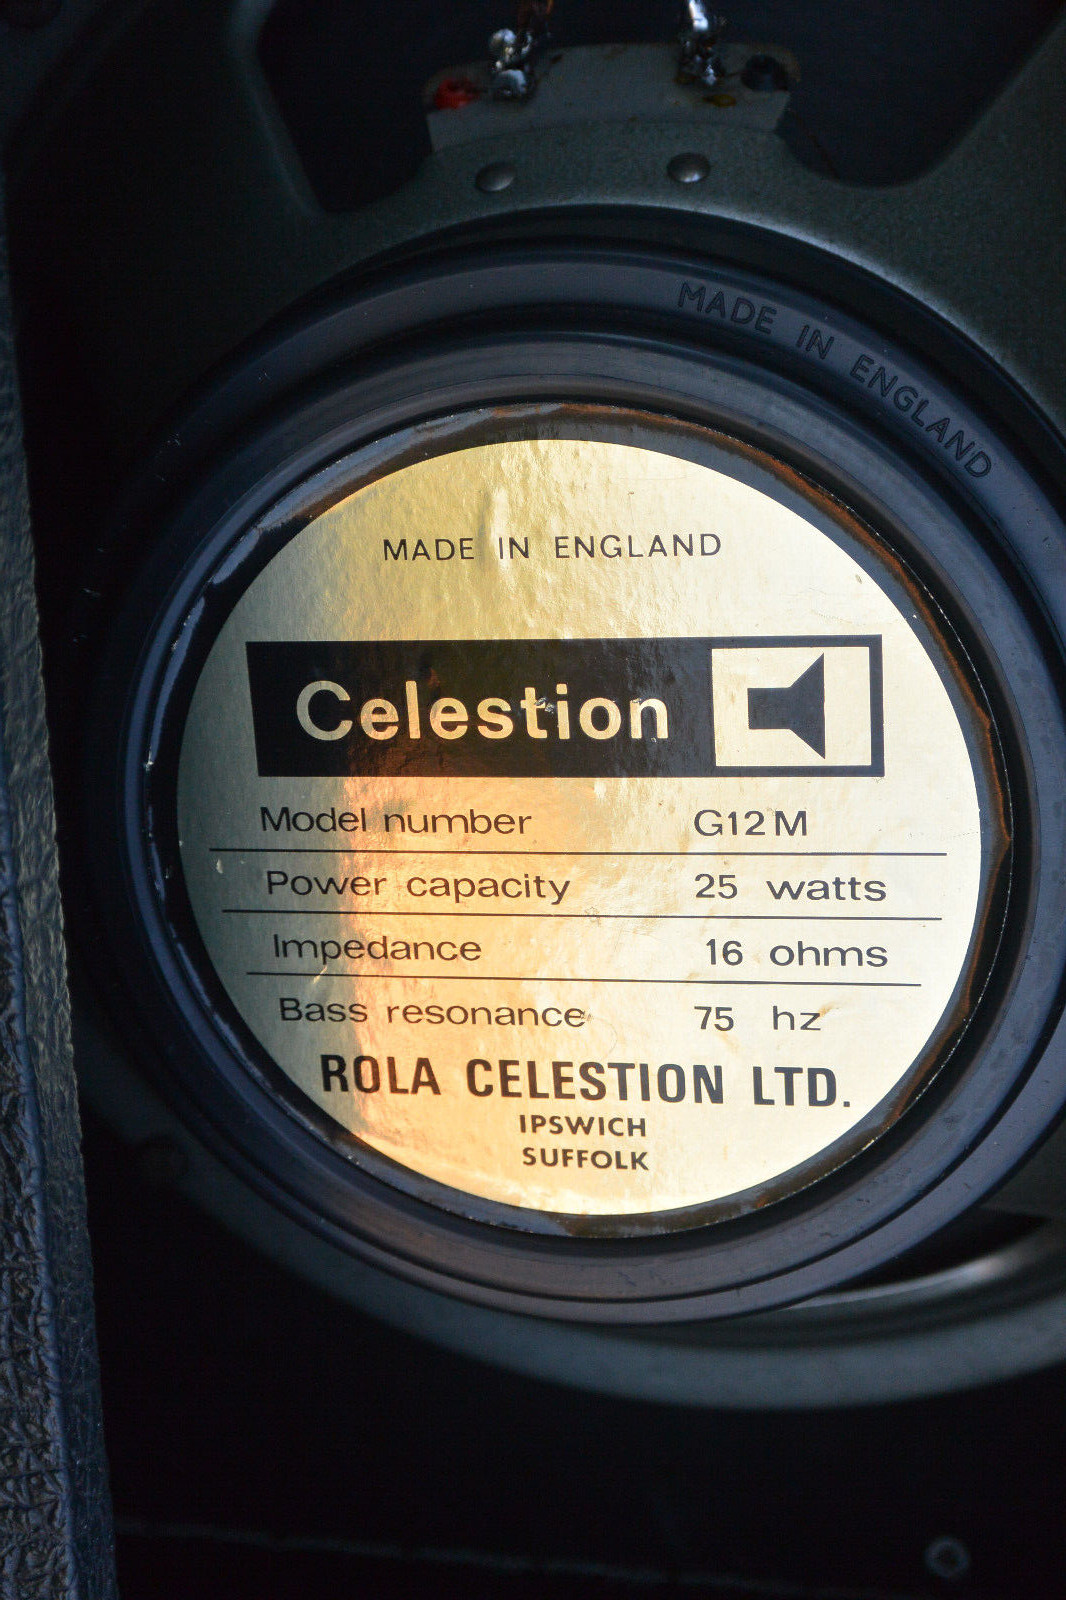 MADE IN ENGLAND
MADE IN ENGLAND
Celestion
Model number G12M
Power capacity 25 watts
Impedance 16 ohms
Bass resonance 75 hz
ROLA CELESTION LTD.
IPSWICH
SUFFOLK